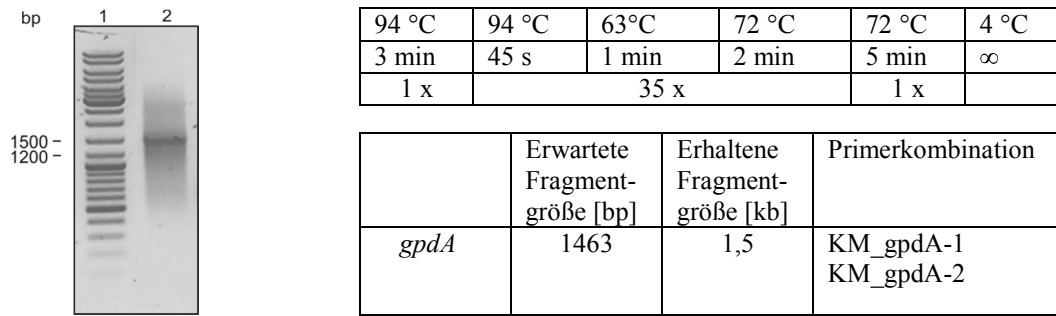 bp 1 2
1500
1200
94 °C 94 °C 63°C 72 °C 72 °C 4 °C
3 min 45 s 1 min 2 min 5 min ∞
1 x 35 x 1 x
Erwartete Fragment- größe [bp] Erhaltene Fragment- größe [kb] Primerkombination
gpdA 1463 1,5 KM_gpdA-1
KM_gpdA-2